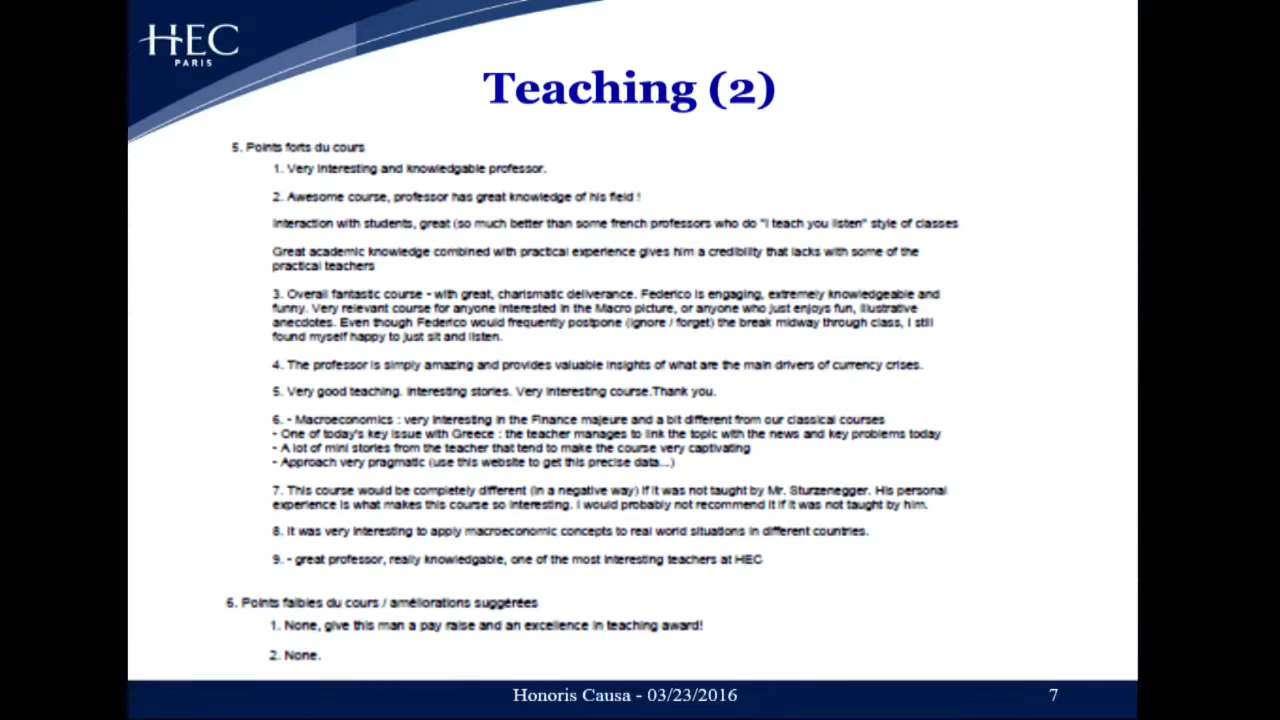 HEC
PARIS
Teaching (2)
5. Points forts du cours
1. Very interesting and knowledgable professor.
2. Awesome course, professor has great knowledge of his field !
Interaction with students, great (so much better than some french professors who do "I teach you listen" style of classes
Great academic knowledge combined with practical experience gives him a credibility that lacks with some of the
practical teachers
3. Overall fantastic course - with great, charismatic deliverance. Federico is engaging, extremely knowledgeable and
funny. Very relevant course for anyone interested in the Macro picture, or anyone who just enjoys fun, illustrative
anecdotes. Even though Federico would frequently postpone (ignore / forget) the break midway through class, I still
found myself happy to just sit and listen.
4. The professor is simply amazing and provides valuable insights of what are the main drivers of currency crises.
5. Very good teaching. Interesting stories. Very interesting course.Thank you.
6. - Macroeconomics : very interesting in the Finance majeure and a bit different from our classical courses
- One of today's key issue with Greece : the teacher manages to link the topic with the news and key problems today
- A lot of mini stories from the teacher that tend to make the course very captivating
- Approach very pragmatic (use this website to get this precise data...)
7. This course would be completely different (in a negative way) if it was not taught by Mr. Sturzenegger. His personal
experience is what makes this course so interesting. I would probably not recommend it if it was not taught by him.
8. It was very interesting to apply macroeconomic concepts to real world situations in different countries.
9. - great professor, really knowledgable, one of the most interesting teachers at HEC
6. Points faibles du cours / améliorations suggérées
1. None, give this man a pay raise and an excellence in teaching award!
2. None.
Honoris Causa - 03/23/2016
7